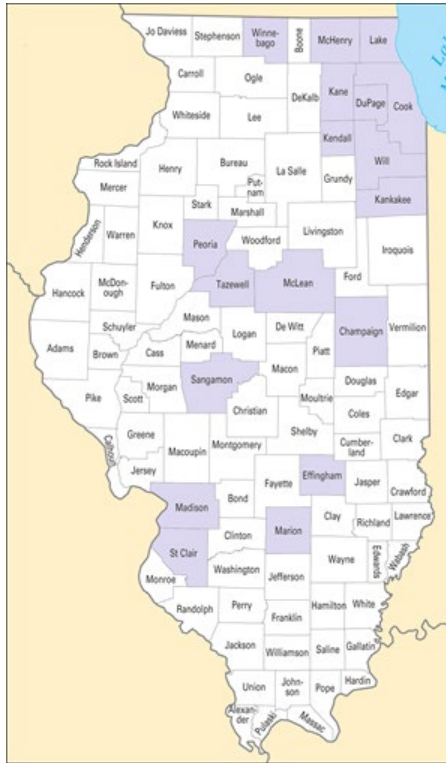 Jo Daviess
Stephenson
Winne-
bago
Boone
McHenry
Lake
Carroll
Ogle
DeKalb
Kane
DuPage
Cook
Whiteside
Lee
Kendall
Will
Rock Island
Henry
Bureau
La Salle
Grundy
Mercer
Put-
nam
Kankakee
Henderson
Warren
Knox
Stark
Marshall
Livingston
Peoria
Woodford
Iroquois
Hancock
McDon-
ough
Fulton
Tazewell
McLean
Ford
Mason
Schuyler
Logan
De Witt
Champaign
Vermilion
Adams
Brown
Cass
Menard
Piatt
Macon
Pike
Scott
Morgan
Sangamon
Christian
Moultrie
Douglas
Edgar
Coles
Greene
Macoupin
Montgomery
Shelby
Cumber-
land
Clark
Calhoun
Jersey
Fayette
Effingham
Jasper
Crawford
Madison
Bond
Clay
Richland
Lawrence
Clinton
Marion
St Clair
Wayne
Edwards
Wabash
Washington
Monroe
Jefferson
Randolph
Perry
Hamilton
White
Franklin
Jackson
Williamson
Saline
Gallatin
Union
John-
son
Pope
Hardin
Alexan-
der
Pulaski
Massac